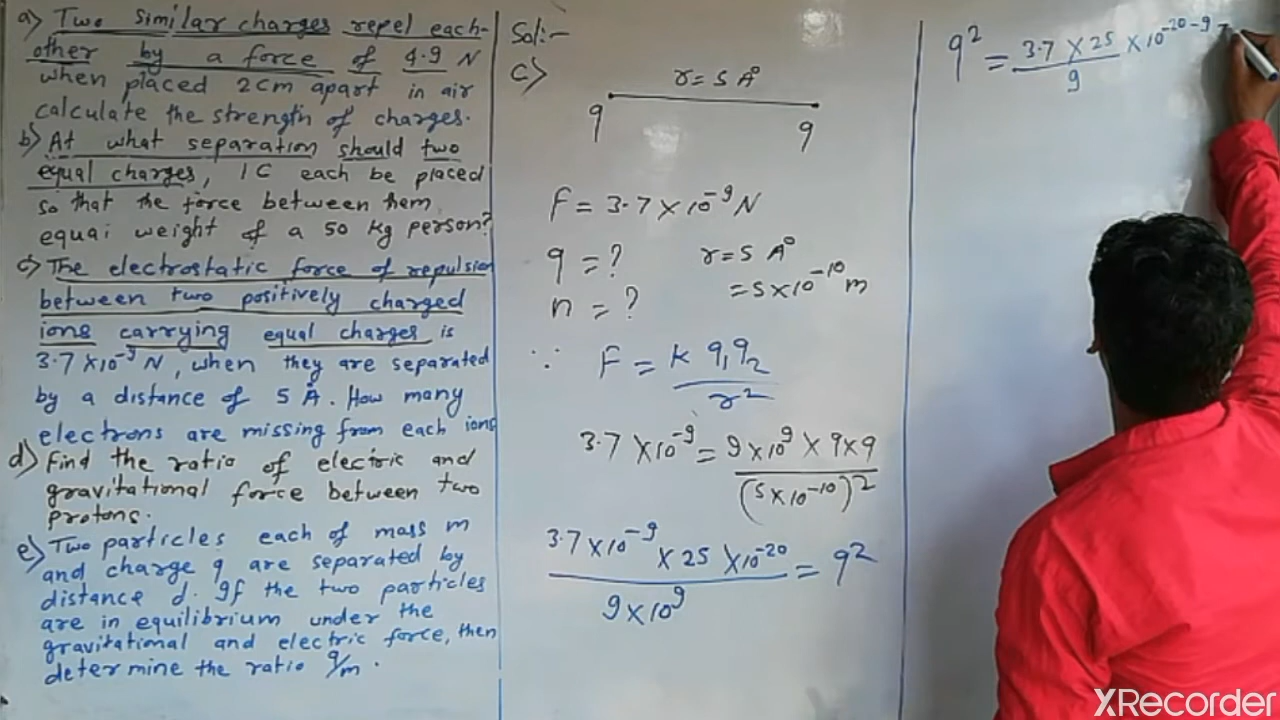 a) Two similar charges repel each-
other by a force of 4.9 N
when placed 2cm apart in air
calculate the strength of charges.
b) At what separation should two
equal charges, 1C each be placed
so that the force between them
equai weight of a 50 kg person?
c) The electrostatic force of repulsion
between two positively charged
ions carrying equal charges is
3.7 X 10⁻⁹ N, when they are separated
by a distance of 5 Å. How many
electrons are missing from each ions
d) Find the ratio of electric and
gravitational force between two
protons.
e) Two particles each of mass m
and charge q are separated by
distance d. If the two particles
are in equilibrium under the
gravitational and electric force, then
determine the ratio q/m.
Sol:-
c)
r = 5 A°
q q
F = 3.7 X 10⁻⁹ N
q = ? r = 5 A°
n = ? = 5 X 10⁻¹⁰ m
∵ F = K q₁q₂ / r²
3.7 X 10⁻⁹ = 9 X 10⁹ X q X q / (5 X 10⁻¹⁰)²
3.7 X 10⁻⁹ X 25 X 10⁻²⁰ / 9 X 10⁹ = q²
q² = 3.7 X 25 / 9 X 10⁻²⁰⁻⁹
XRecorder